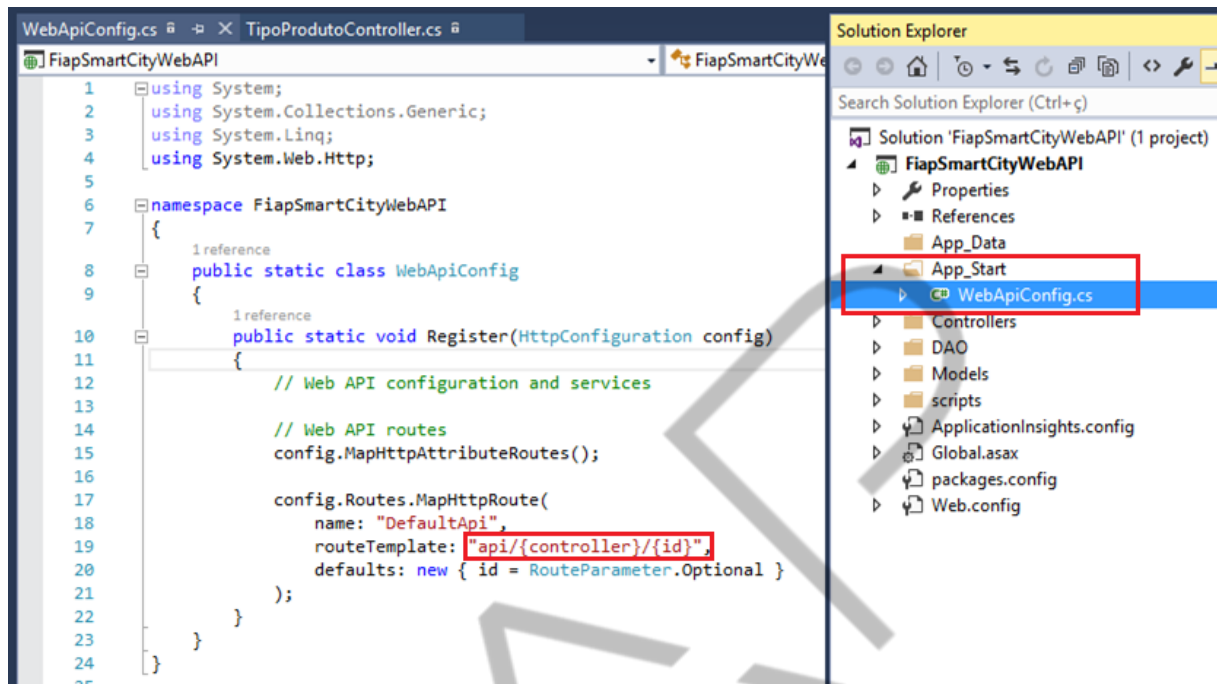 WebApiConfig.cs TipoProdutoController.cs
FiapSmartCityWebAPI FiapSmartCityWe
1 using System;
2 using System.Collections.Generic;
3 using System.Linq;
4 using System.Web.Http;
5
6 namespace FiapSmartCityWebAPI
7 {
1 reference
8 public static class WebApiConfig
9 {
1 reference
10 public static void Register(HttpConfiguration config)
11 {
12 // Web API configuration and services
13
14 // Web API routes
15 config.MapHttpAttributeRoutes();
16
17 config.Routes.MapHttpRoute(
18 name: "DefaultApi",
19 routeTemplate: "api/{controller}/{id}",
20 defaults: new { id = RouteParameter.Optional }
21 );
22 }
23 }
24 }
Solution Explorer
Search Solution Explorer (Ctrl+ç)
Solution 'FiapSmartCityWebAPI' (1 project)
FiapSmartCityWebAPI
Properties
References
App_Data
App_Start
C# WebApiConfig.cs
Controllers
DAO
Models
scripts
ApplicationInsights.config
Global.asax
packages.config
Web.config